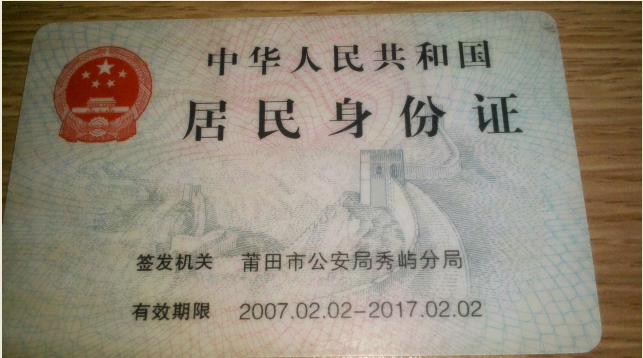 中华人民共和国
居民身份证
签发机关 莆田市公安局秀屿分局
有效期限 2007.02.02-2017.02.02